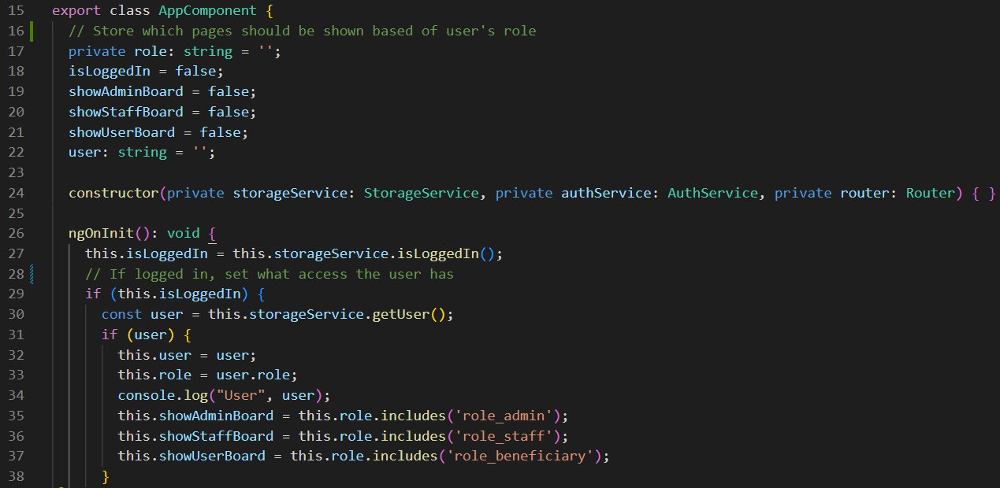 15 export class AppComponent {
16 // Store which pages should be shown based of user's role
17 private role: string = '';
18 isLoggedIn = false;
19 showAdminBoard = false;
20 showStaffBoard = false;
21 showUserBoard = false;
22 user: string = '';
23
24 constructor(private storageService: StorageService, private authService: AuthService, private router: Router) { }
25
26 ngOnInit(): void {
27 this.isLoggedIn = this.storageService.isLoggedIn();
28 // If logged in, set what access the user has
29 if (this.isLoggedIn) {
30 const user = this.storageService.getUser();
31 if (user) {
32 this.user = user;
33 this.role = user.role;
34 console.log("User", user);
35 this.showAdminBoard = this.role.includes('role_admin');
36 this.showStaffBoard = this.role.includes('role_staff');
37 this.showUserBoard = this.role.includes('role_beneficiary');
38 }